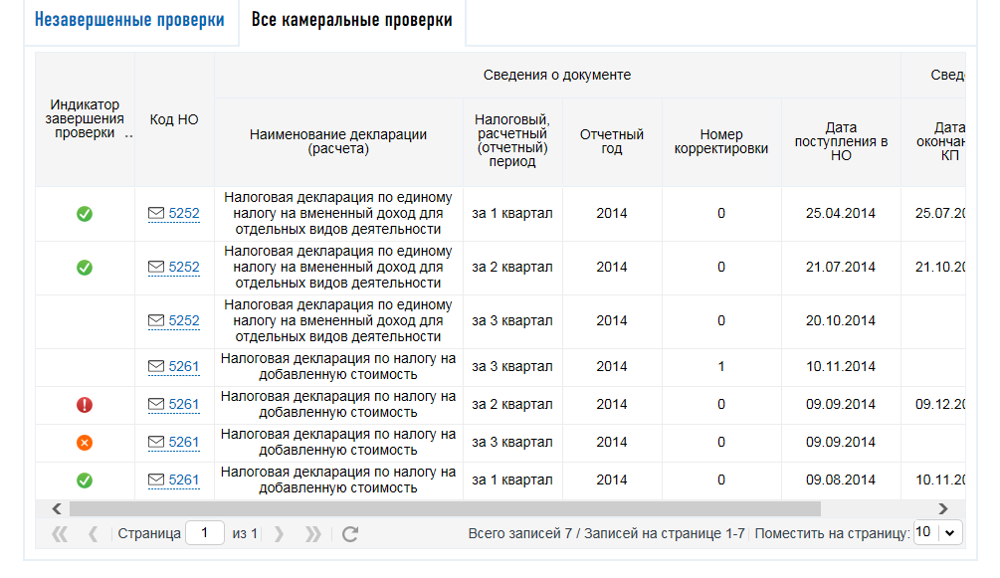 Незавершенные проверки
Все камеральные проверки
Сведения о документе
Свед
Индикатор
завершения
проверки ..
Код НО
Наименование декларации
(расчета)
Налоговый,
расчетный
(отчетный)
период
Отчетный
год
Номер
корректировки
Дата
поступления в
НО
Дата
окончан
КП
5252
Налоговая декларация по единому
налогу на вмененный доход для
отдельных видов деятельности
за 1 квартал
2014
0
25.04.2014
25.07.20
5252
Налоговая декларация по единому
налогу на вмененный доход для
отдельных видов деятельности
за 2 квартал
2014
0
21.07.2014
21.10.20
5252
Налоговая декларация по единому
налогу на вмененный доход для
отдельных видов деятельности
за 3 квартал
2014
0
20.10.2014
5261
Налоговая декларация по налогу на
добавленную стоимость
за 3 квартал
2014
1
10.11.2014
5261
Налоговая декларация по налогу на
добавленную стоимость
за 2 квартал
2014
0
09.09.2014
09.12.20
5261
Налоговая декларация по налогу на
добавленную стоимость
за 3 квартал
2014
0
09.09.2014
5261
Налоговая декларация по налогу на
добавленную стоимость
за 1 квартал
2014
0
09.08.2014
10.11.20
Страница 1 из 1
Всего записей 7 / Записей на странице 1-7
Поместить на страницу: 10